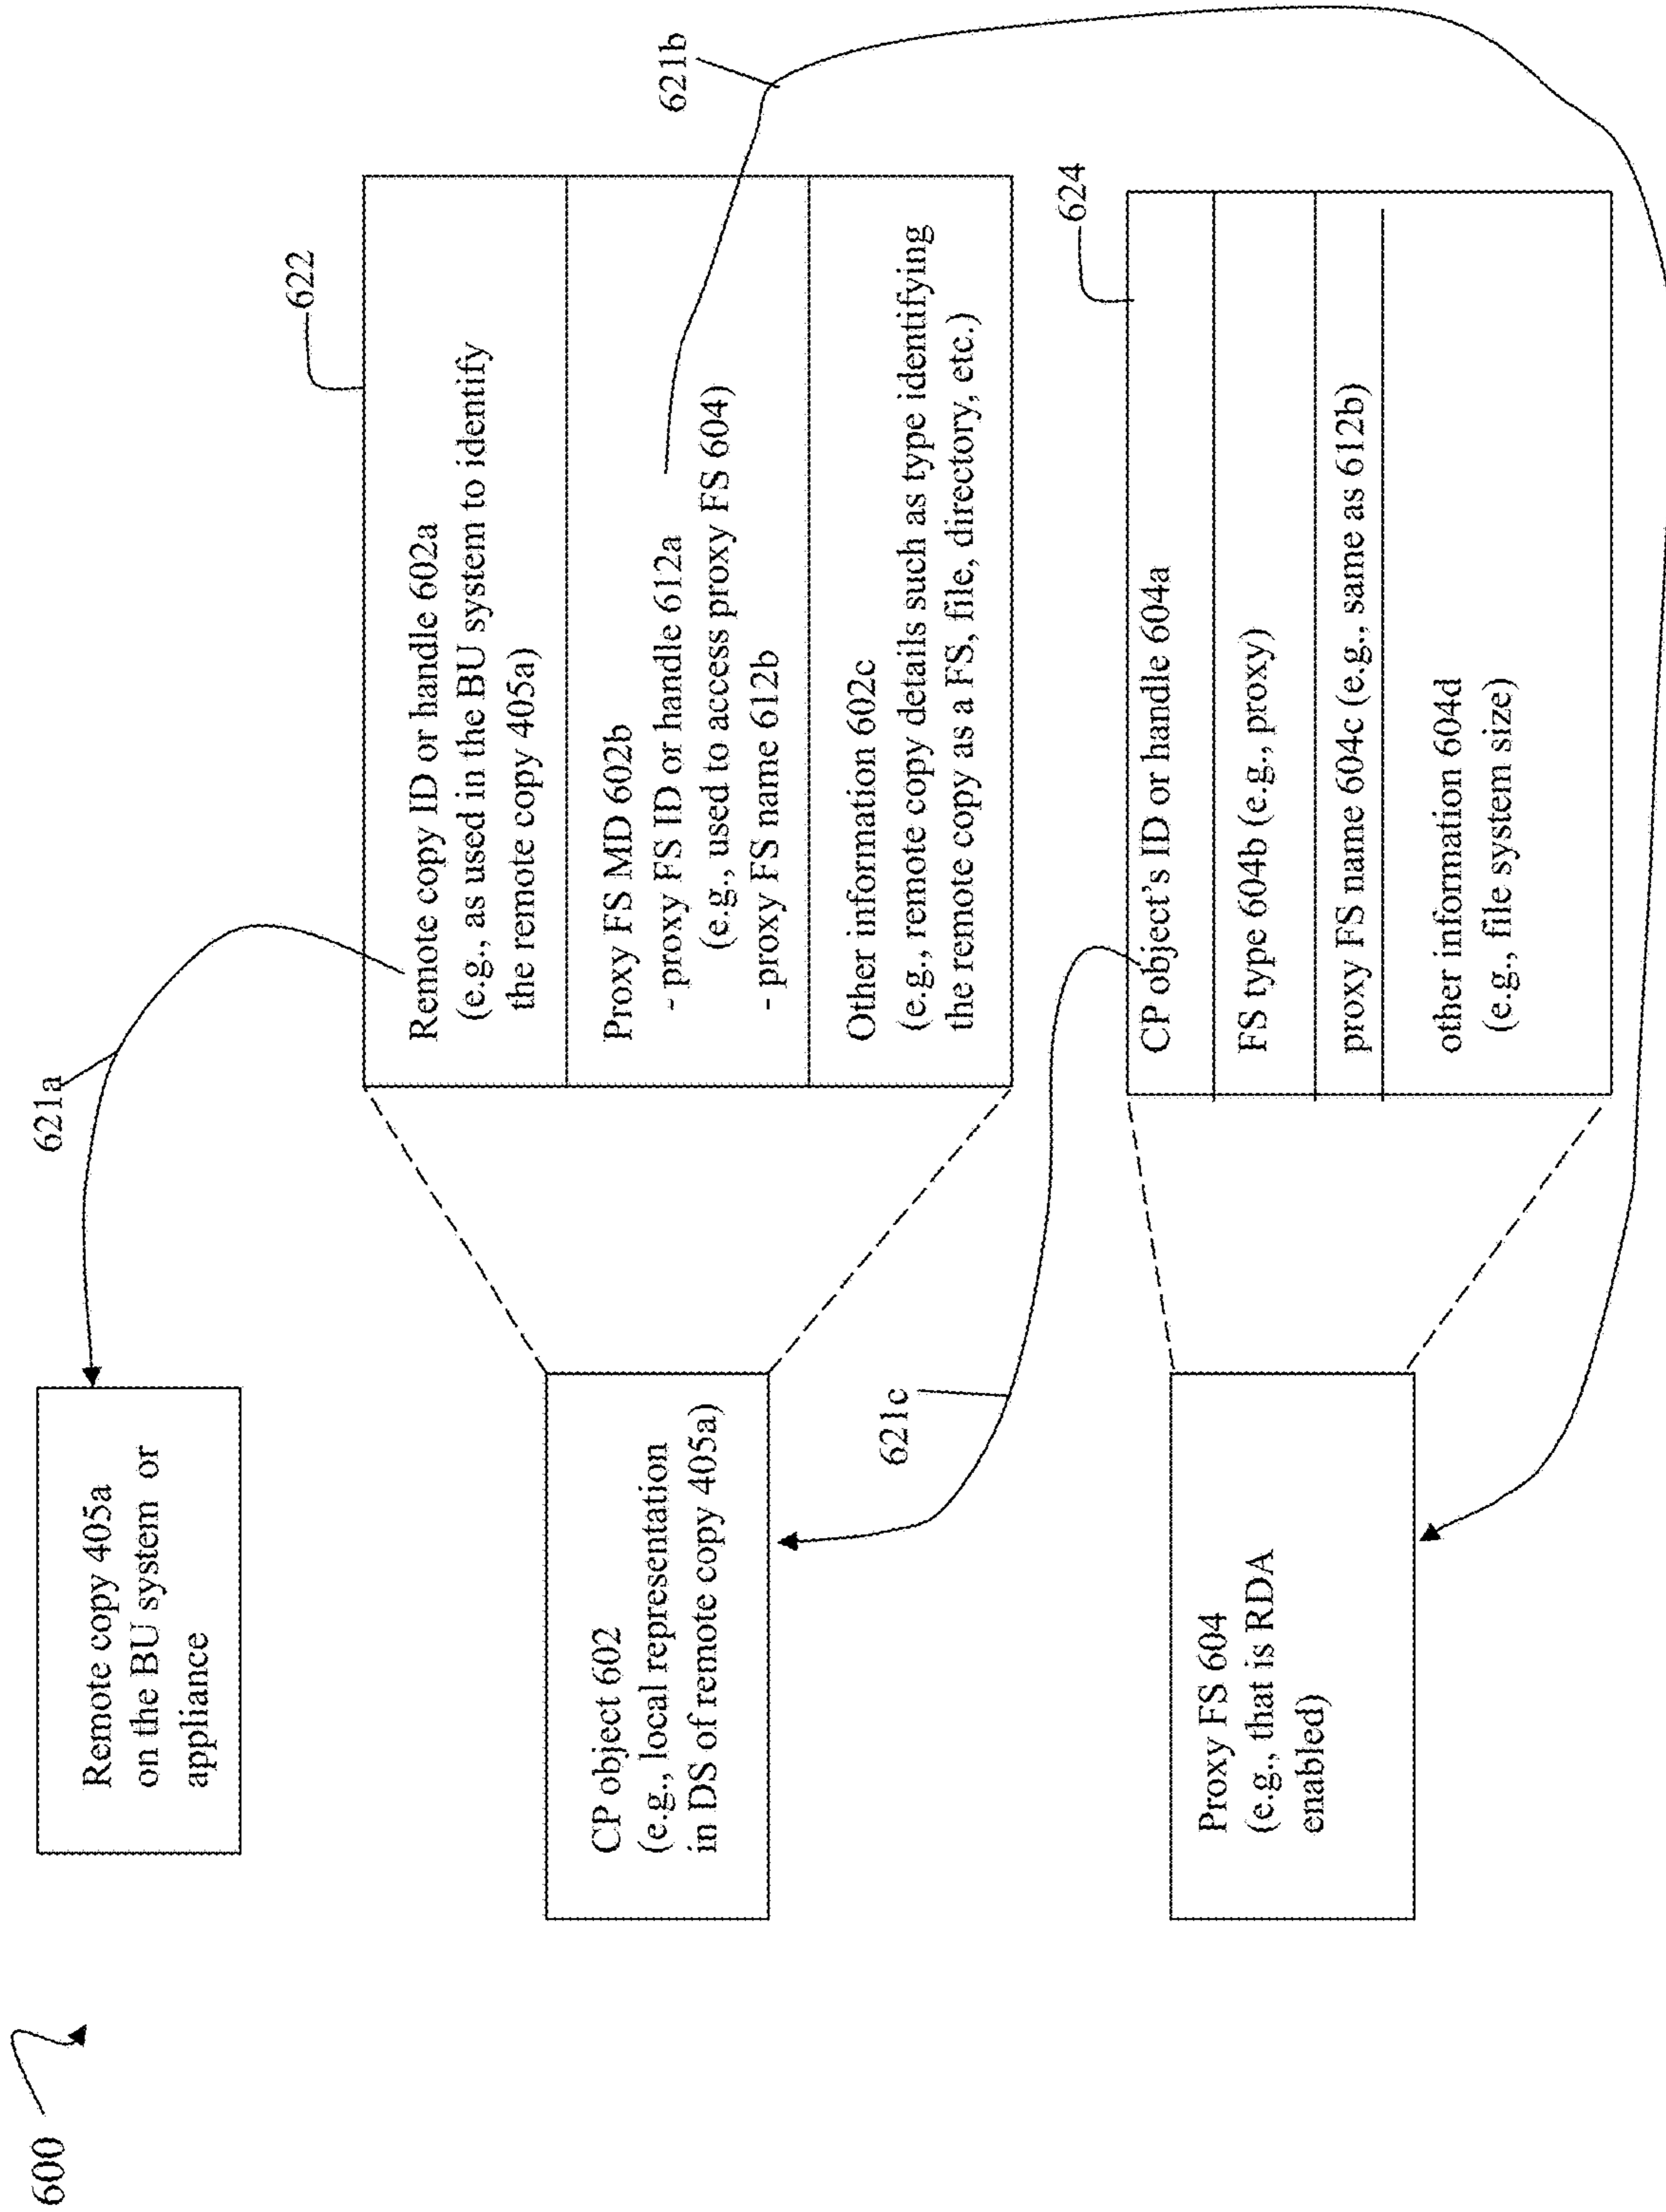 600
Remote copy 405a
on the BU system or
appliance
621a
622
Remote copy ID or handle 602a
(e.g., as used in the BU system to identify
the remote copy 405a)
Proxy FS MD 602b
- proxy FS ID or handle 612a
(e.g., used to access proxy FS 604)
- proxy FS name 612b
Other information 602c
(e.g., remote copy details such as type identifying
the remote copy as a FS, file, directory, etc.)
621b
CP object 602
(e.g., local representation
in DS of remote copy 405a)
621c
624
CP object's ID or handle 604a
FS type 604b (e.g., proxy)
proxy FS name 604c (e.g., same as 612b)
other information 604d
(e.g., file system size)
Proxy FS 604
(e.g., that is RDA
enabled)